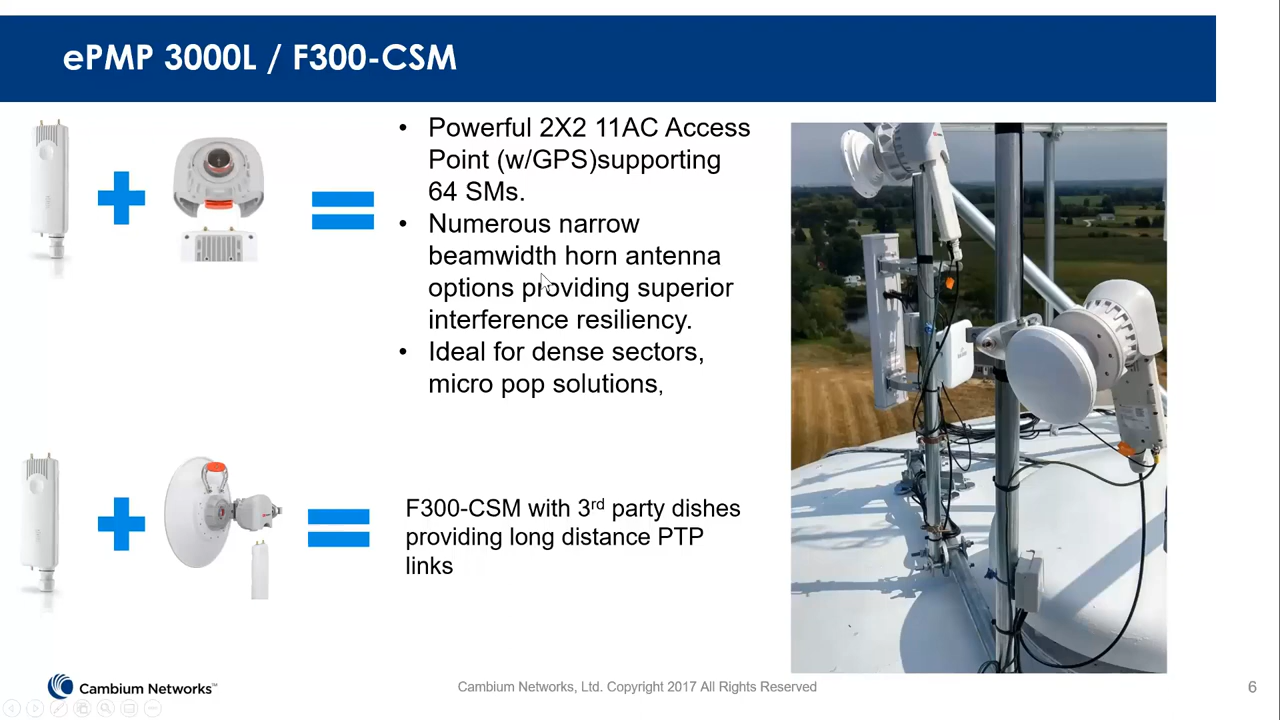 ePMP 3000L / F300-CSM
• Powerful 2X2 11AC Access
Point (w/GPS)supporting
64 SMs.
• Numerous narrow
beamwidth horn antenna
options providing superior
interference resiliency.
• Ideal for dense sectors,
micro pop solutions,
F300-CSM with 3rd party dishes
providing long distance PTP
links
Cambium Networks™
Cambium Networks, Ltd. Copyright 2017 All Rights Reserved
6